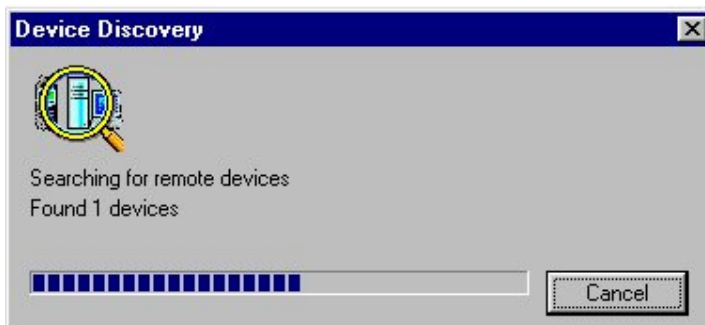 Device Discovery
Searching for remote devices
Found 1 devices
Cancel